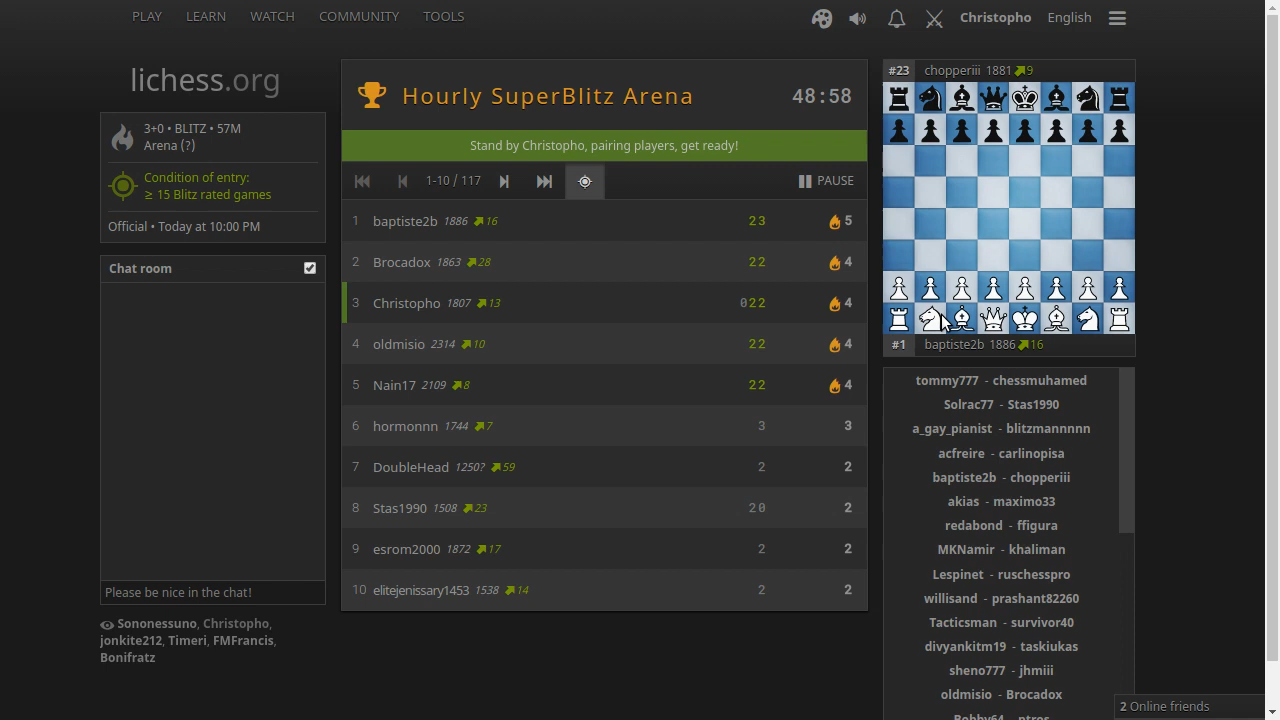 PLAY LEARN WATCH COMMUNITY TOOLS
Christopho English
lichess.org
3+0 • BLITZ • 57M
Arena (?)
Condition of entry:
≥ 15 Blitz rated games
Official • Today at 10:00 PM
Chat room
Please be nice in the chat!
Sononessuno, Christopho,
jonkite212, Timeri, FMFrancis,
Bonifratz
Hourly SuperBlitz Arena 48:58
Stand by Christopho, pairing players, get ready!
1-10 / 117 PAUSE
1 baptiste2b 1886 16 23 5
2 Brocadox 1863 28 22 4
3 Christopho 1807 13 022 4
4 oldmisio 2314 10 22 4
5 Nain17 2109 8 22 4
6 hormonnn 1744 7 3 3
7 DoubleHead 1250? 59 2 2
8 Stas1990 1508 23 20 2
9 esrom2000 1872 17 2 2
10 elitejenissary1453 1538 14 2 2
#23 chopperiii 1881 9
#1 baptiste2b 1886 16
tommy777 - chessmuhamed
Solrac77 - Stas1990
a_gay_pianist - blitzmannnnn
acfreire - carlinopisa
baptiste2b - chopperiii
akias - maximo33
redabond - ffigura
MKNamir - khaliman
Lespinet - ruschesspro
willisand - prashant82260
Tacticsman - survivor40
divyankitm19 - taskiukas
sheno777 - jhmiii
oldmisio - Brocadox
Bobby64 - ptros
2 Online friends